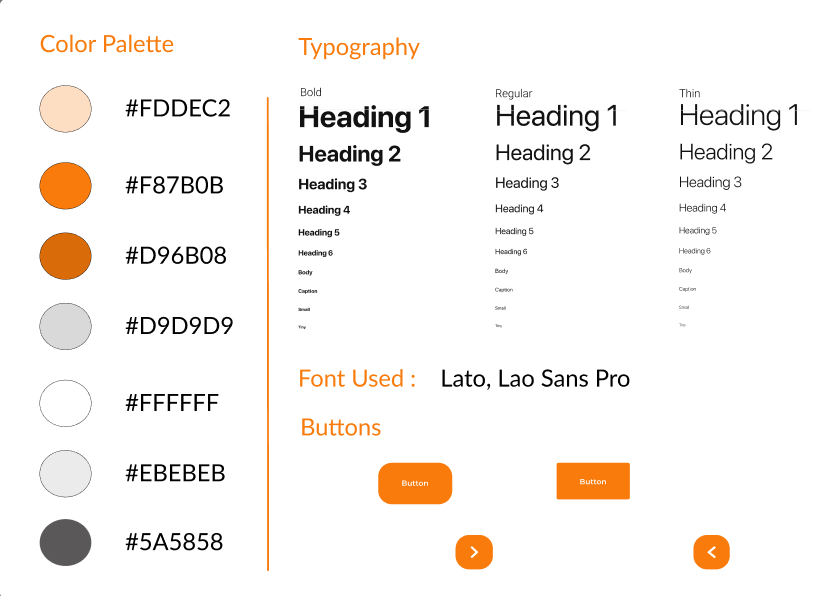 Color Palette
#FDDEC2
#F87B0B
#D96B08
#D9D9D9
#FFFFFF
#EBEBEB
#5A5858
Typography
Bold
Heading 1
Heading 2
Heading 3
Heading 4
Heading 5
Heading 6
Body
Caption
Small
Tiny
Regular
Heading 1
Heading 2
Heading 3
Heading 4
Heading 5
Heading 6
Body
Caption
Small
Tiny
Thin
Heading 1
Heading 2
Heading 3
Heading 4
Heading 5
Heading 6
Body
Caption
Small
Tiny
Font Used : Lato, Lao Sans Pro
Buttons
Button
Button